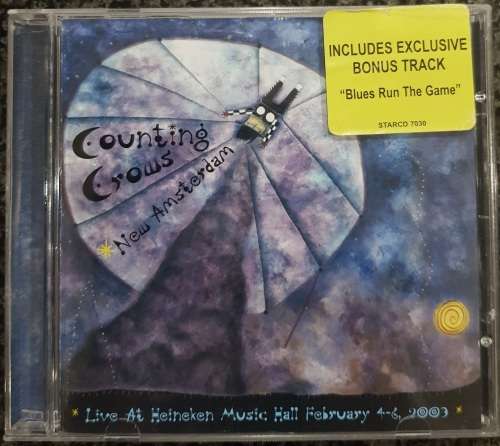 INCLUDES EXCLUSIVE
BONUS TRACK
“Blues Run The Game”
STARCD 7030
Counting
Crows
New Amsterdam
Live At Heineken Music Hall February 4-6, 2003